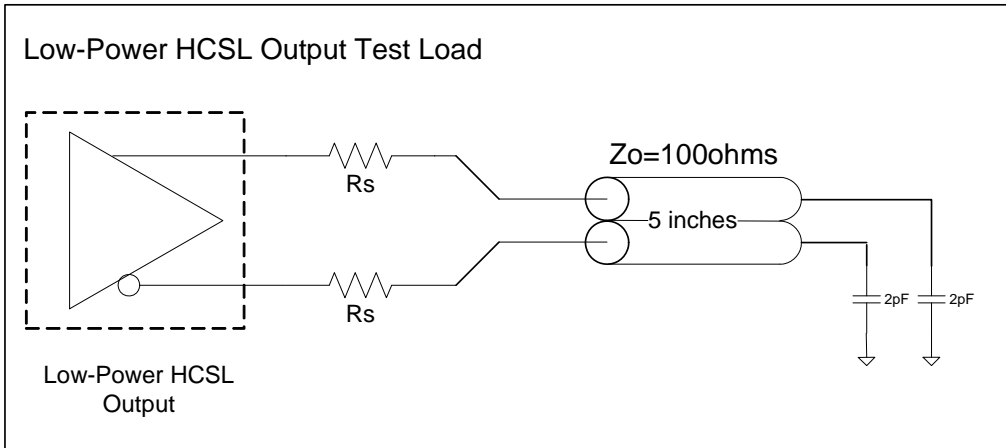 Low-Power HCSL Output Test Load
Zo=100ohms
Rs
5 inches
Rs
2pF
2pF
Low-Power HCSL
Output